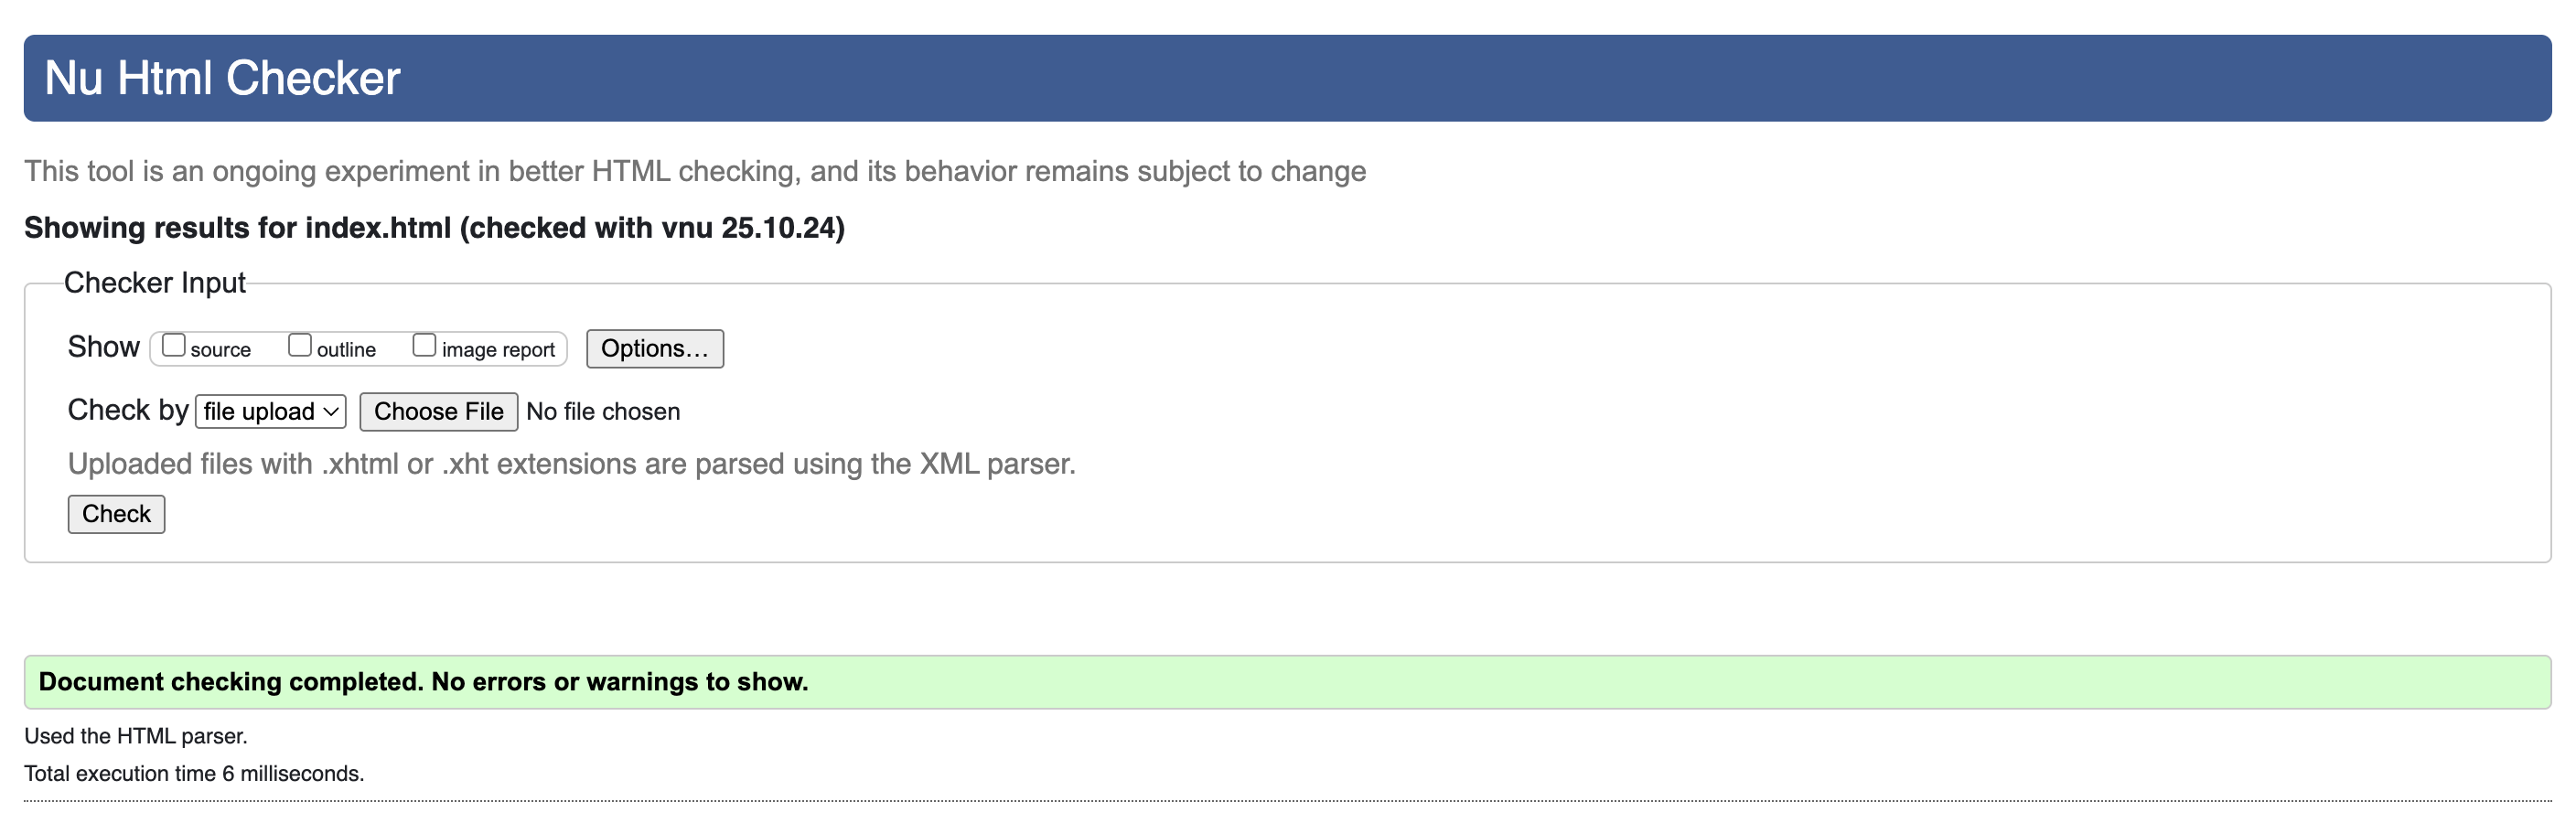 Nu Html Checker
This tool is an ongoing experiment in better HTML checking, and its behavior remains subject to change
Showing results for index.html (checked with vnu 25.10.24)
Checker Input
Show source outline image report Options…
Check by file upload Choose File No file chosen
Uploaded files with .xhtml or .xht extensions are parsed using the XML parser.
Check
Document checking completed. No errors or warnings to show.
Used the HTML parser.
Total execution time 6 milliseconds.